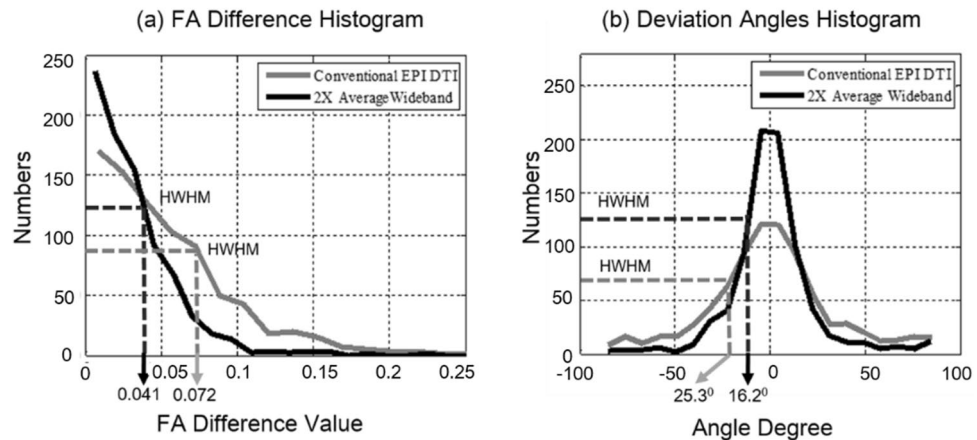 (a) FA Difference Histogram
250
200
150
100
50
0
Numbers
Conventional EPI DTI
2X Average Wideband
HWHM
HWHM
0 0.05 0.1 0.15 0.2 0.25
0.041 0.072
FA Difference Value
(b) Deviation Angles Histogram
250
200
150
100
50
0
Numbers
Conventional EPI DTI
2X Average Wideband
HWHM
HWHM
-100 -50 0 50 100
25.3⁰ 16.2⁰
Angle Degree